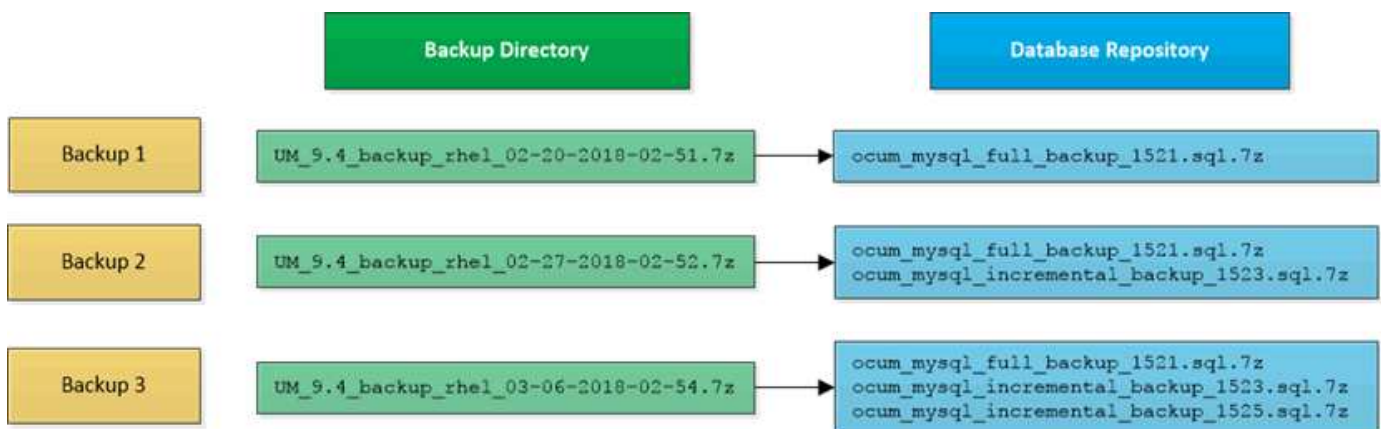 Backup Directory
Database Repository
Backup 1
UM_9.4_backup_rhel_02-20-2018-02-51.7z
ocum_mysql_full_backup_1521.sql.7z
Backup 2
UM_9.4_backup_rhel_02-27-2018-02-52.7z
ocum_mysql_full_backup_1521.sql.7z
ocum_mysql_incremental_backup_1523.sql.7z
Backup 3
UM_9.4_backup_rhel_03-06-2018-02-54.7z
ocum_mysql_full_backup_1521.sql.7z
ocum_mysql_incremental_backup_1523.sql.7z
ocum_mysql_incremental_backup_1525.sql.7z